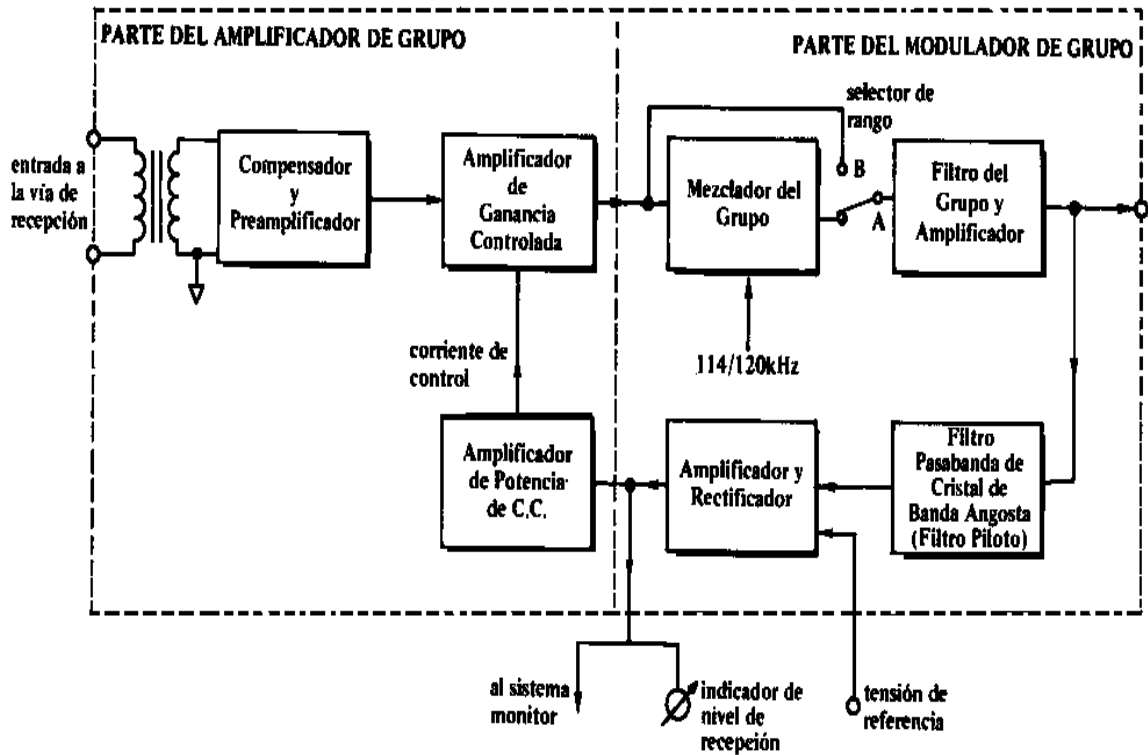 PARTE DEL AMPLIFICADOR DE GRUPO
PARTE DEL MODULADOR DE GRUPO
entrada a
la vía de
recepción
Compensador
y
Preamplificador
Amplificador
de
Ganancia
Controlada
selector de
rango
Mezclador del
Grupo
B
A
Filtro del
Grupo y
Amplificador
114/120kHz
corriente de
control
Amplificador
de Potencia
de C.C.
Amplificador y
Rectificador
Filtro
Pasabanda de
Cristal de
Banda Angosta
(Filtro Piloto)
al sistema
monitor
indicador de
nivel de
recepción
tensión de
referencia